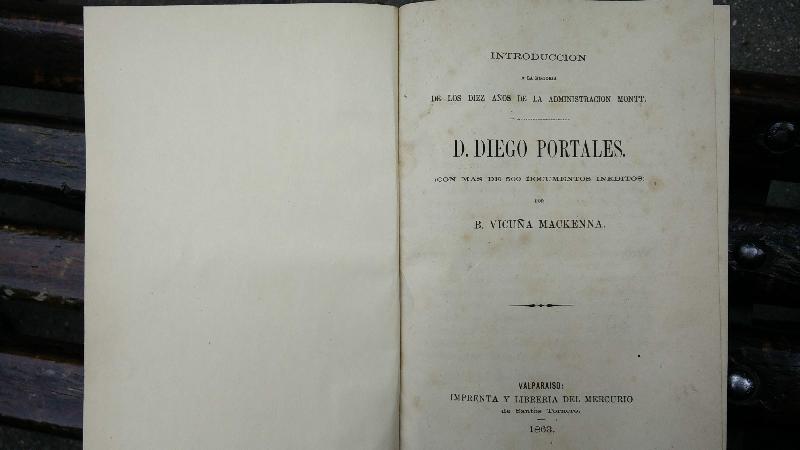 INTRODUCCION
A LA HISTORIA
DE LOS DIEZ AÑOS DE LA ADMINISTRACION MONTT.
D. DIEGO PORTALES.
(CON MAS DE 500 DOCUMENTOS INEDITOS)
POR
B. VICUÑA MACKENNA.
VALPARAISO:
IMPRENTA Y LIBRERIA DEL MERCURIO
de Santos Tornero.
1863.